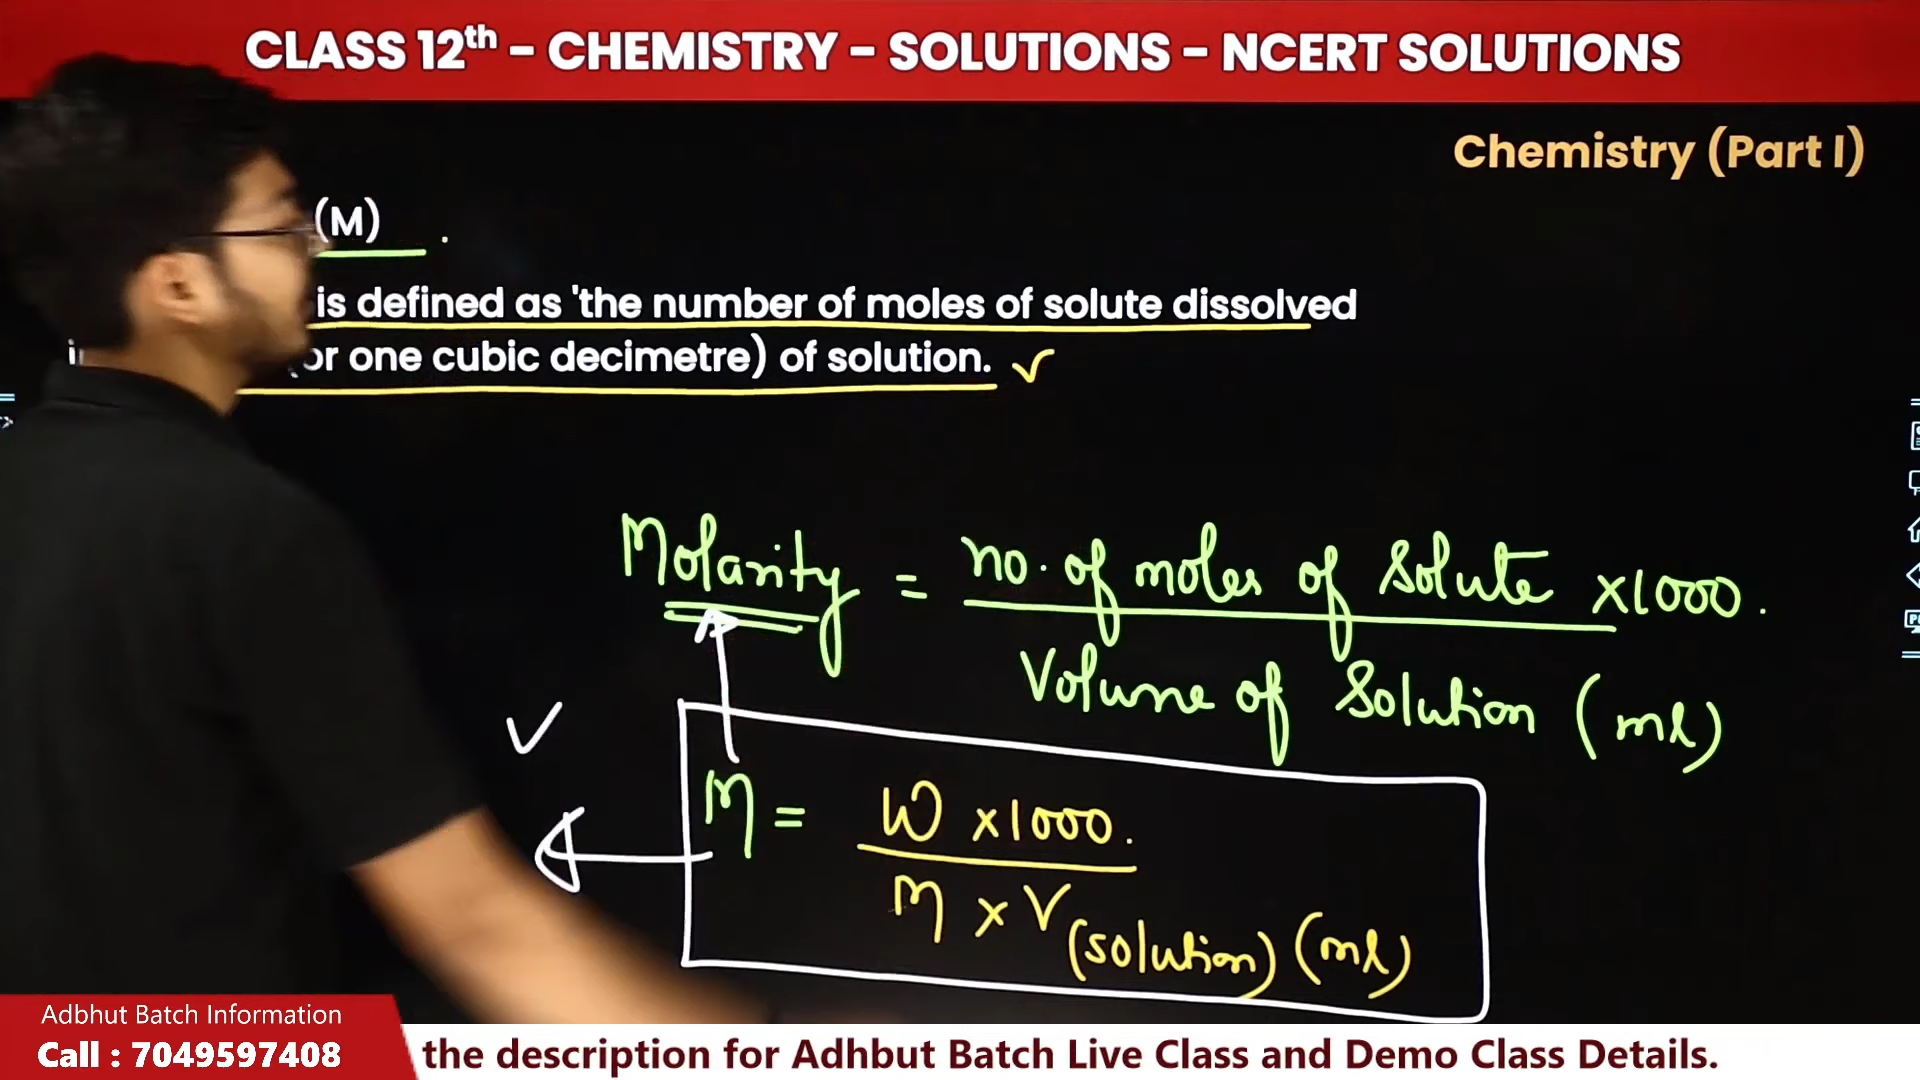 CLASS 12th - CHEMISTRY - SOLUTIONS - NCERT SOLUTIONS
Chemistry (Part I)
(M)
is defined as 'the number of moles of solute dissolved
or one cubic decimetre) of solution.
Molarity = no. of moles of Solute ×1000.
Volume of Solution (ml)
M = W ×1000.
M × V (solution) (ml)
Adbhut Batch Information
Call : 7049597408
the description for Adhbut Batch Live Class and Demo Class Details.